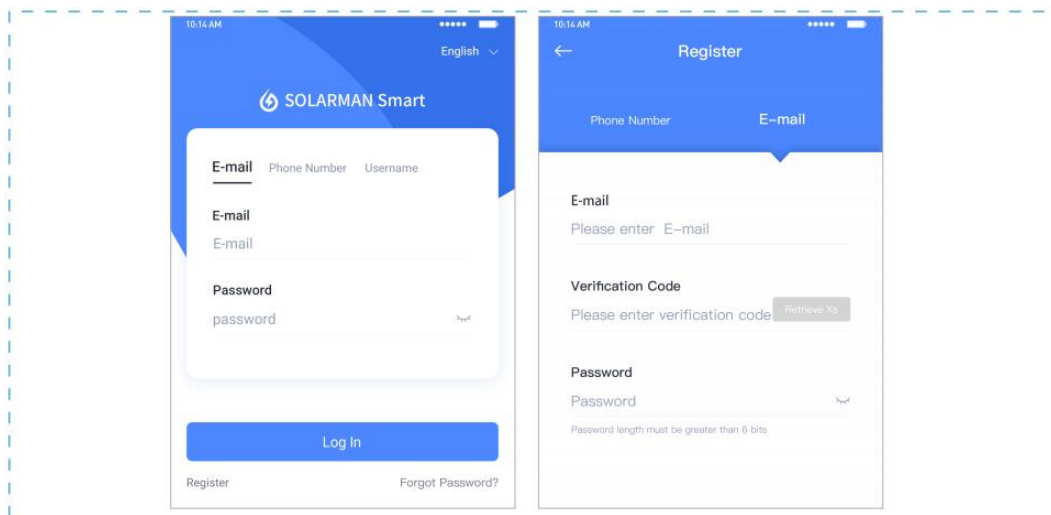 10:14 AM
English
SOLARMAN Smart
E-mail Phone Number Username
E-mail
E-mail
Password
password
Log In
Register Forgot Password?
10:14 AM
Register
Phone Number E-mail
E-mail
Please enter E-mail
Verification Code
Please enter verification code Retrieve Xs
Password
Password
Password length must be greater than 6 bits